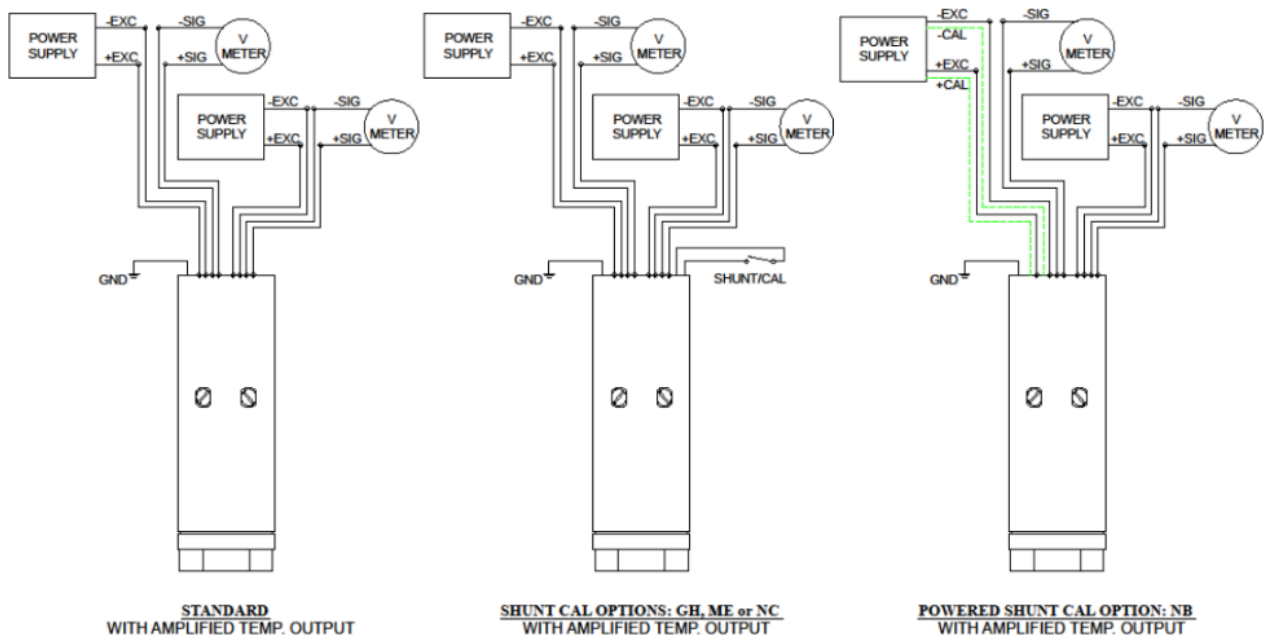 POWER
SUPPLY
-EXC
+EXC
-SIG
+SIG
V
METER
POWER
SUPPLY
-EXC
+EXC
-SIG
+SIG
V
METER
GND
STANDARD
WITH AMPLIFIED TEMP. OUTPUT
POWER
SUPPLY
-EXC
+EXC
-SIG
+SIG
V
METER
POWER
SUPPLY
-EXC
+EXC
-SIG
+SIG
V
METER
GND
SHUNT/CAL
SHUNT CAL OPTIONS: GH, ME or NC
WITH AMPLIFIED TEMP. OUTPUT
POWER
SUPPLY
-EXC
-CAL
+EXC
+CAL
-SIG
+SIG
V
METER
POWER
SUPPLY
-EXC
+EXC
-SIG
+SIG
V
METER
GND
POWERED SHUNT CAL OPTION: NB
WITH AMPLIFIED TEMP. OUTPUT